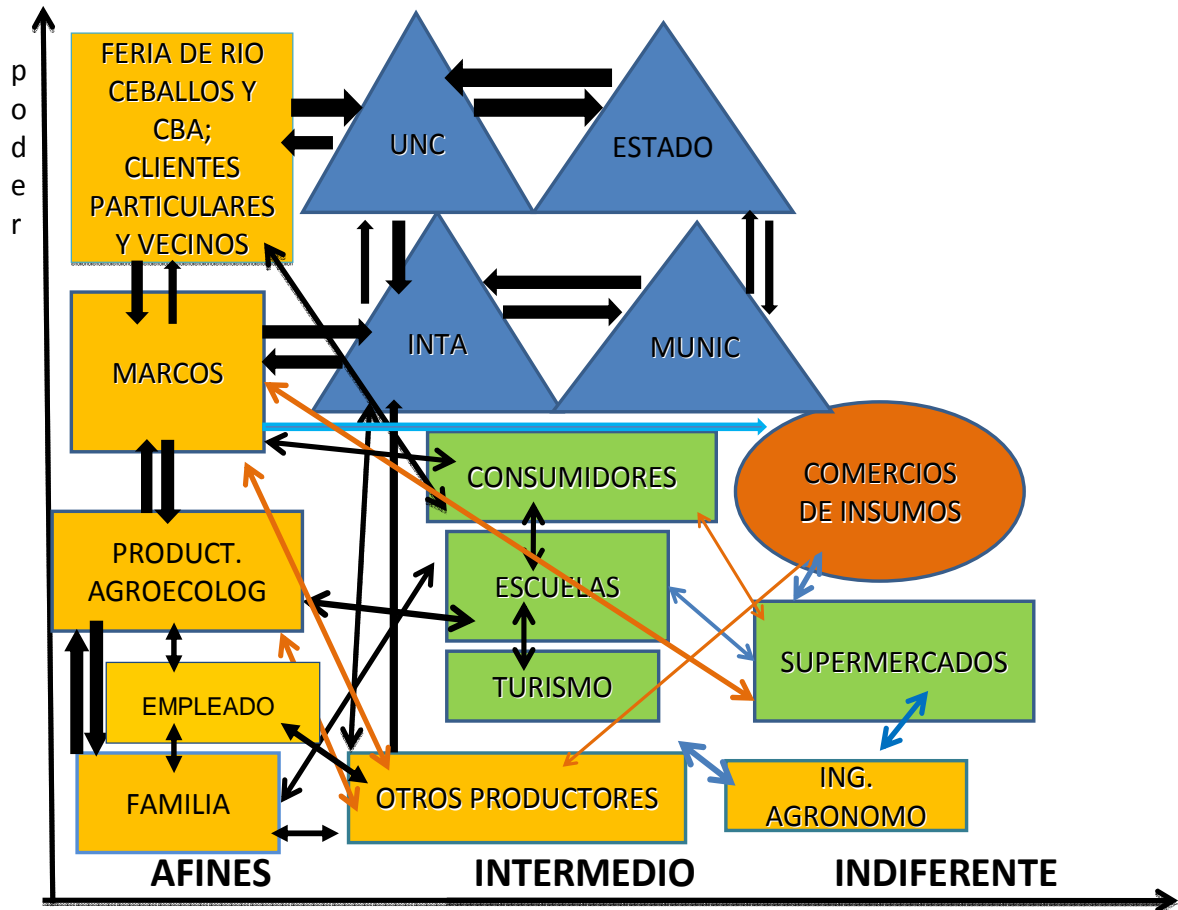 poder
FERIA DE RIO
CEBALLOS Y
CBA;
CLIENTES
PARTICULARES
Y VECINOS
UNC
ESTADO
MARCOS
INTA
MUNIC
CONSUMIDORES
COMERCIOS
DE INSUMOS
PRODUCT.
AGROECOLOG
ESCUELAS
SUPERMERCADOS
TURISMO
EMPLEADO
FAMILIA
OTROS PRODUCTORES
ING.
AGRONOMO
AFINES
INTERMEDIO
INDIFERENTE